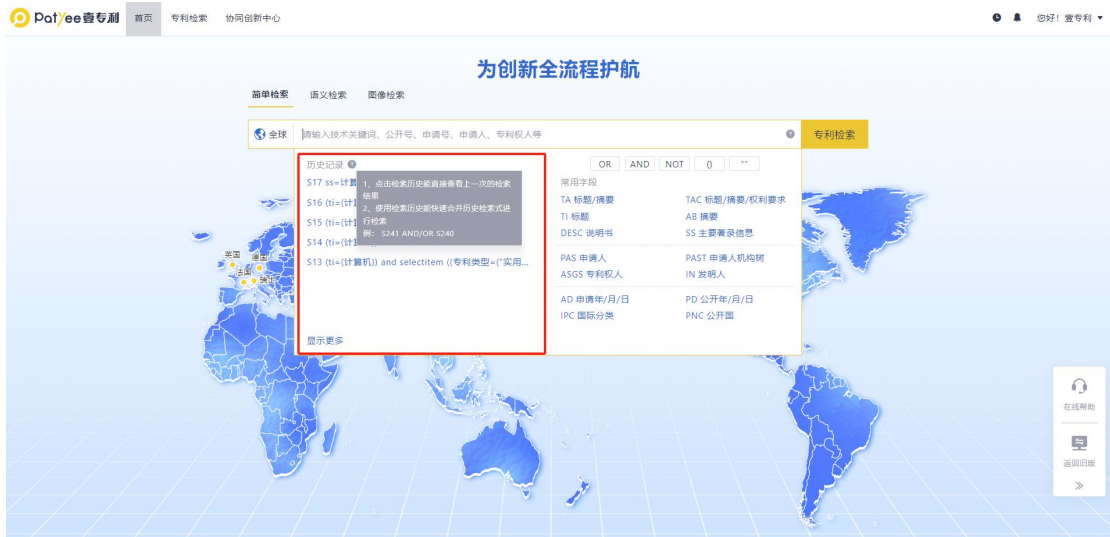 Patyee壹专利 首页 专利检索 协同创新中心 您好！壹专利 ▼
为创新全流程护航
简单检索 语义检索 图像检索
全球 请输入技术关键词、公开号、申请号、申请人、专利权人等 专利检索
历史记录
S17 ss=计算
1、点击检索历史能直接查看上一次的检索
结果
2、使用检索历史能快速合并历史检索式进
行检索
例： S241 AND/OR S240
S16 (ti=(计
S15 (ti=(计
S14 (ti=(计
S13 (ti=(计算机)) and selectitem ((专利类型=("实用...
显示更多
OR AND NOT () ""
常用字段
TA 标题/摘要 TAC 标题/摘要/权利要求
TI 标题 AB 摘要
DESC 说明书 SS 主要著录信息
PAS 申请人 PAST 申请人机构树
ASGS 专利权人 IN 发明人
AD 申请年/月/日 PD 公开年/月/日
IPC 国际分类 PNC 公开国
英国 德国
法国 瑞士
在线帮助
返回旧版